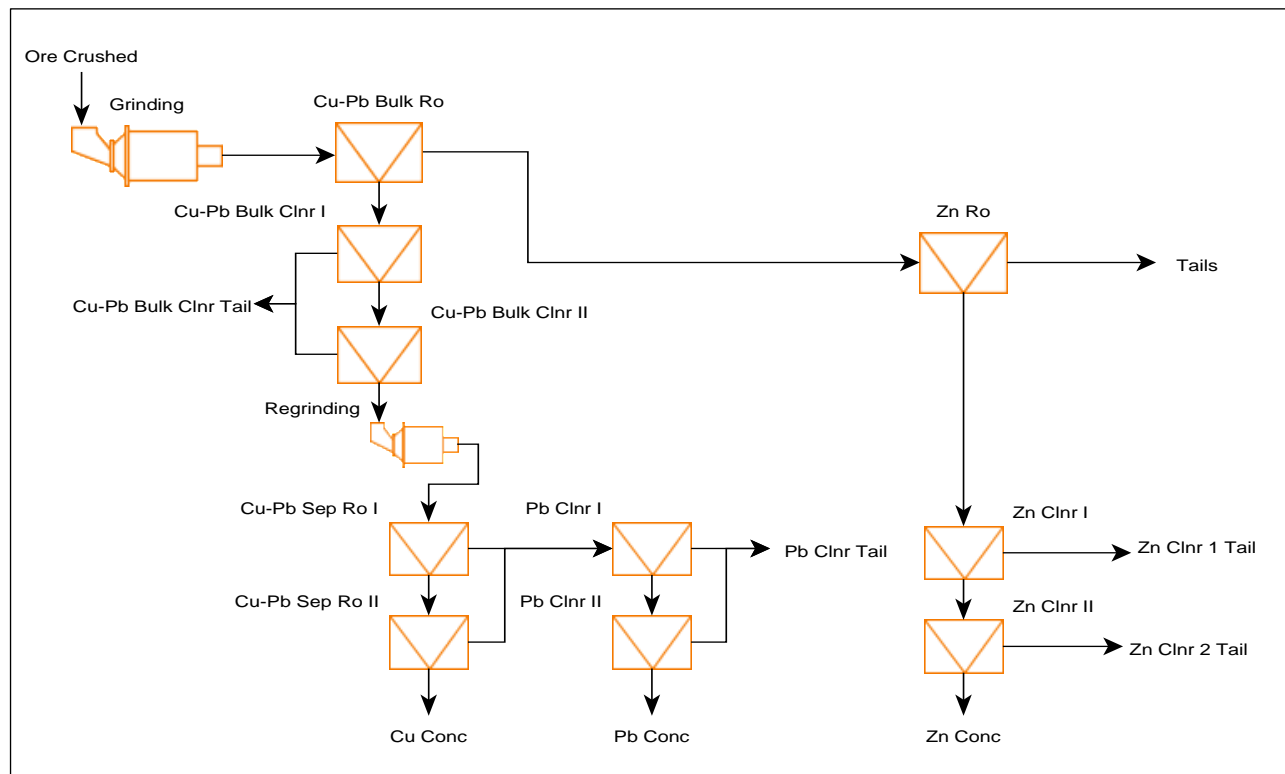 Ore Crushed
Grinding
Cu-Pb Bulk Ro
Cu-Pb Bulk Clnr I
Zn Ro
Tails
Cu-Pb Bulk Clnr Tail
Cu-Pb Bulk Clnr II
Regrinding
Cu-Pb Sep Ro I
Pb Clnr I
Zn Clnr I
Pb Clnr Tail
Zn Clnr 1 Tail
Cu-Pb Sep Ro II
Pb Clnr II
Zn Clnr II
Zn Clnr 2 Tail
Cu Conc
Pb Conc
Zn Conc